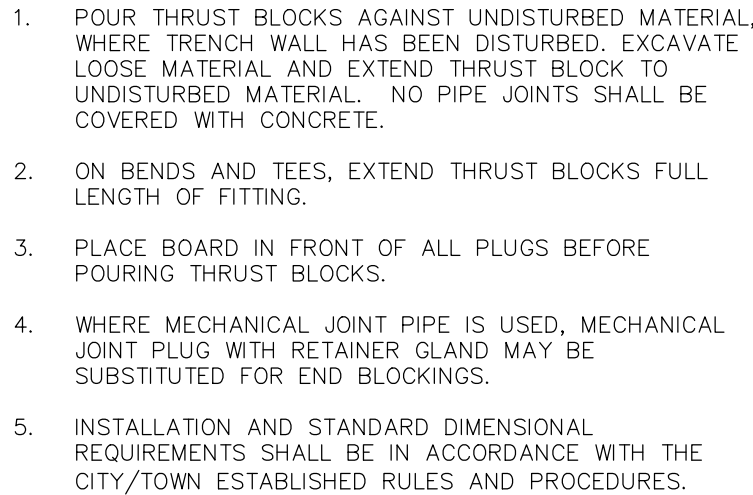 1. POUR THRUST BLOCKS AGAINST UNDISTURBED MATERIAL,
WHERE TRENCH WALL HAS BEEN DISTURBED. EXCAVATE
LOOSE MATERIAL AND EXTEND THRUST BLOCK TO
UNDISTURBED MATERIAL. NO PIPE JOINTS SHALL BE
COVERED WITH CONCRETE.
2. ON BENDS AND TEES, EXTEND THRUST BLOCKS FULL
LENGTH OF FITTING.
3. PLACE BOARD IN FRONT OF ALL PLUGS BEFORE
POURING THRUST BLOCKS.
4. WHERE MECHANICAL JOINT PIPE IS USED, MECHANICAL
JOINT PLUG WITH RETAINER GLAND MAY BE
SUBSTITUTED FOR END BLOCKINGS.
5. INSTALLATION AND STANDARD DIMENSIONAL
REQUIREMENTS SHALL BE IN ACCORDANCE WITH THE
CITY/TOWN ESTABLISHED RULES AND PROCEDURES.